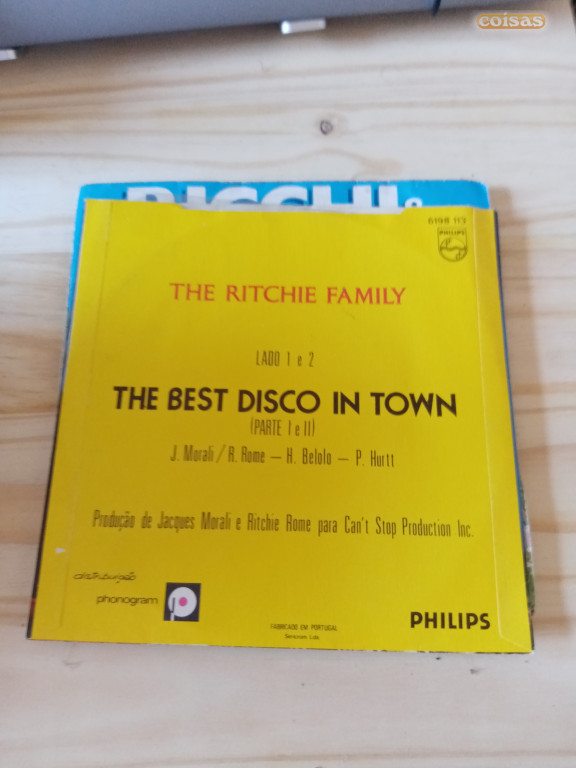 coisas
RICCHI
6198 113
PHILIPS
THE RITCHIE FAMILY
LADO 1 e 2
THE BEST DISCO IN TOWN
(PARTE I e II)
J. Morali / R. Rome – H. Belolo – P. Hurtt
Produção de Jacques Morali e Ritchie Rome para Can't Stop Production Inc.
phonogram
FABRICADO EM PORTUGAL
PHILIPS